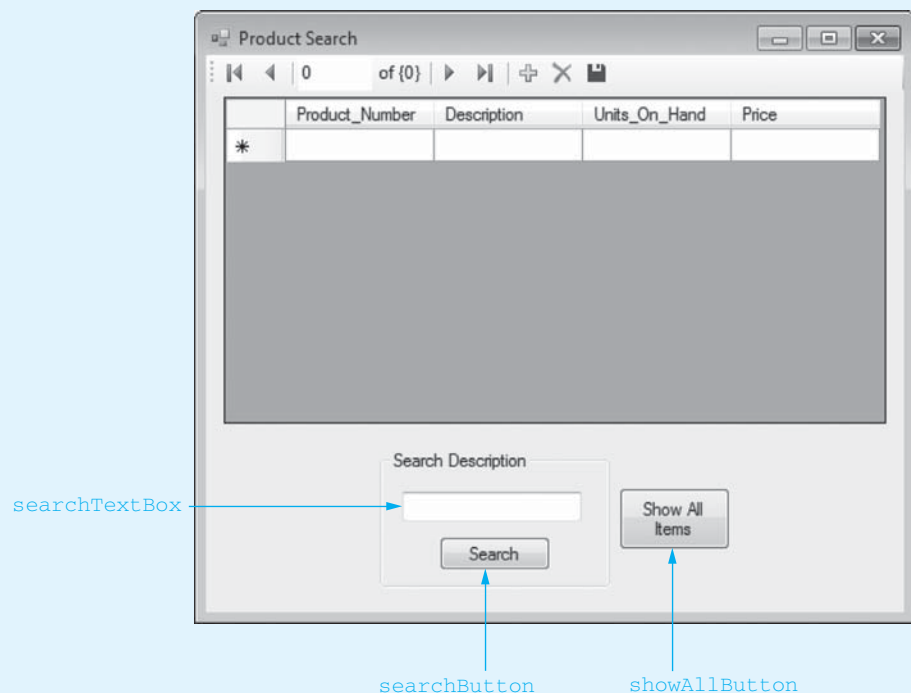 Product Search
0 of {0}
Product_Number Description Units_On_Hand Price
Search Description
searchTextBox
Show All
Items
Search
searchButton showAllButton